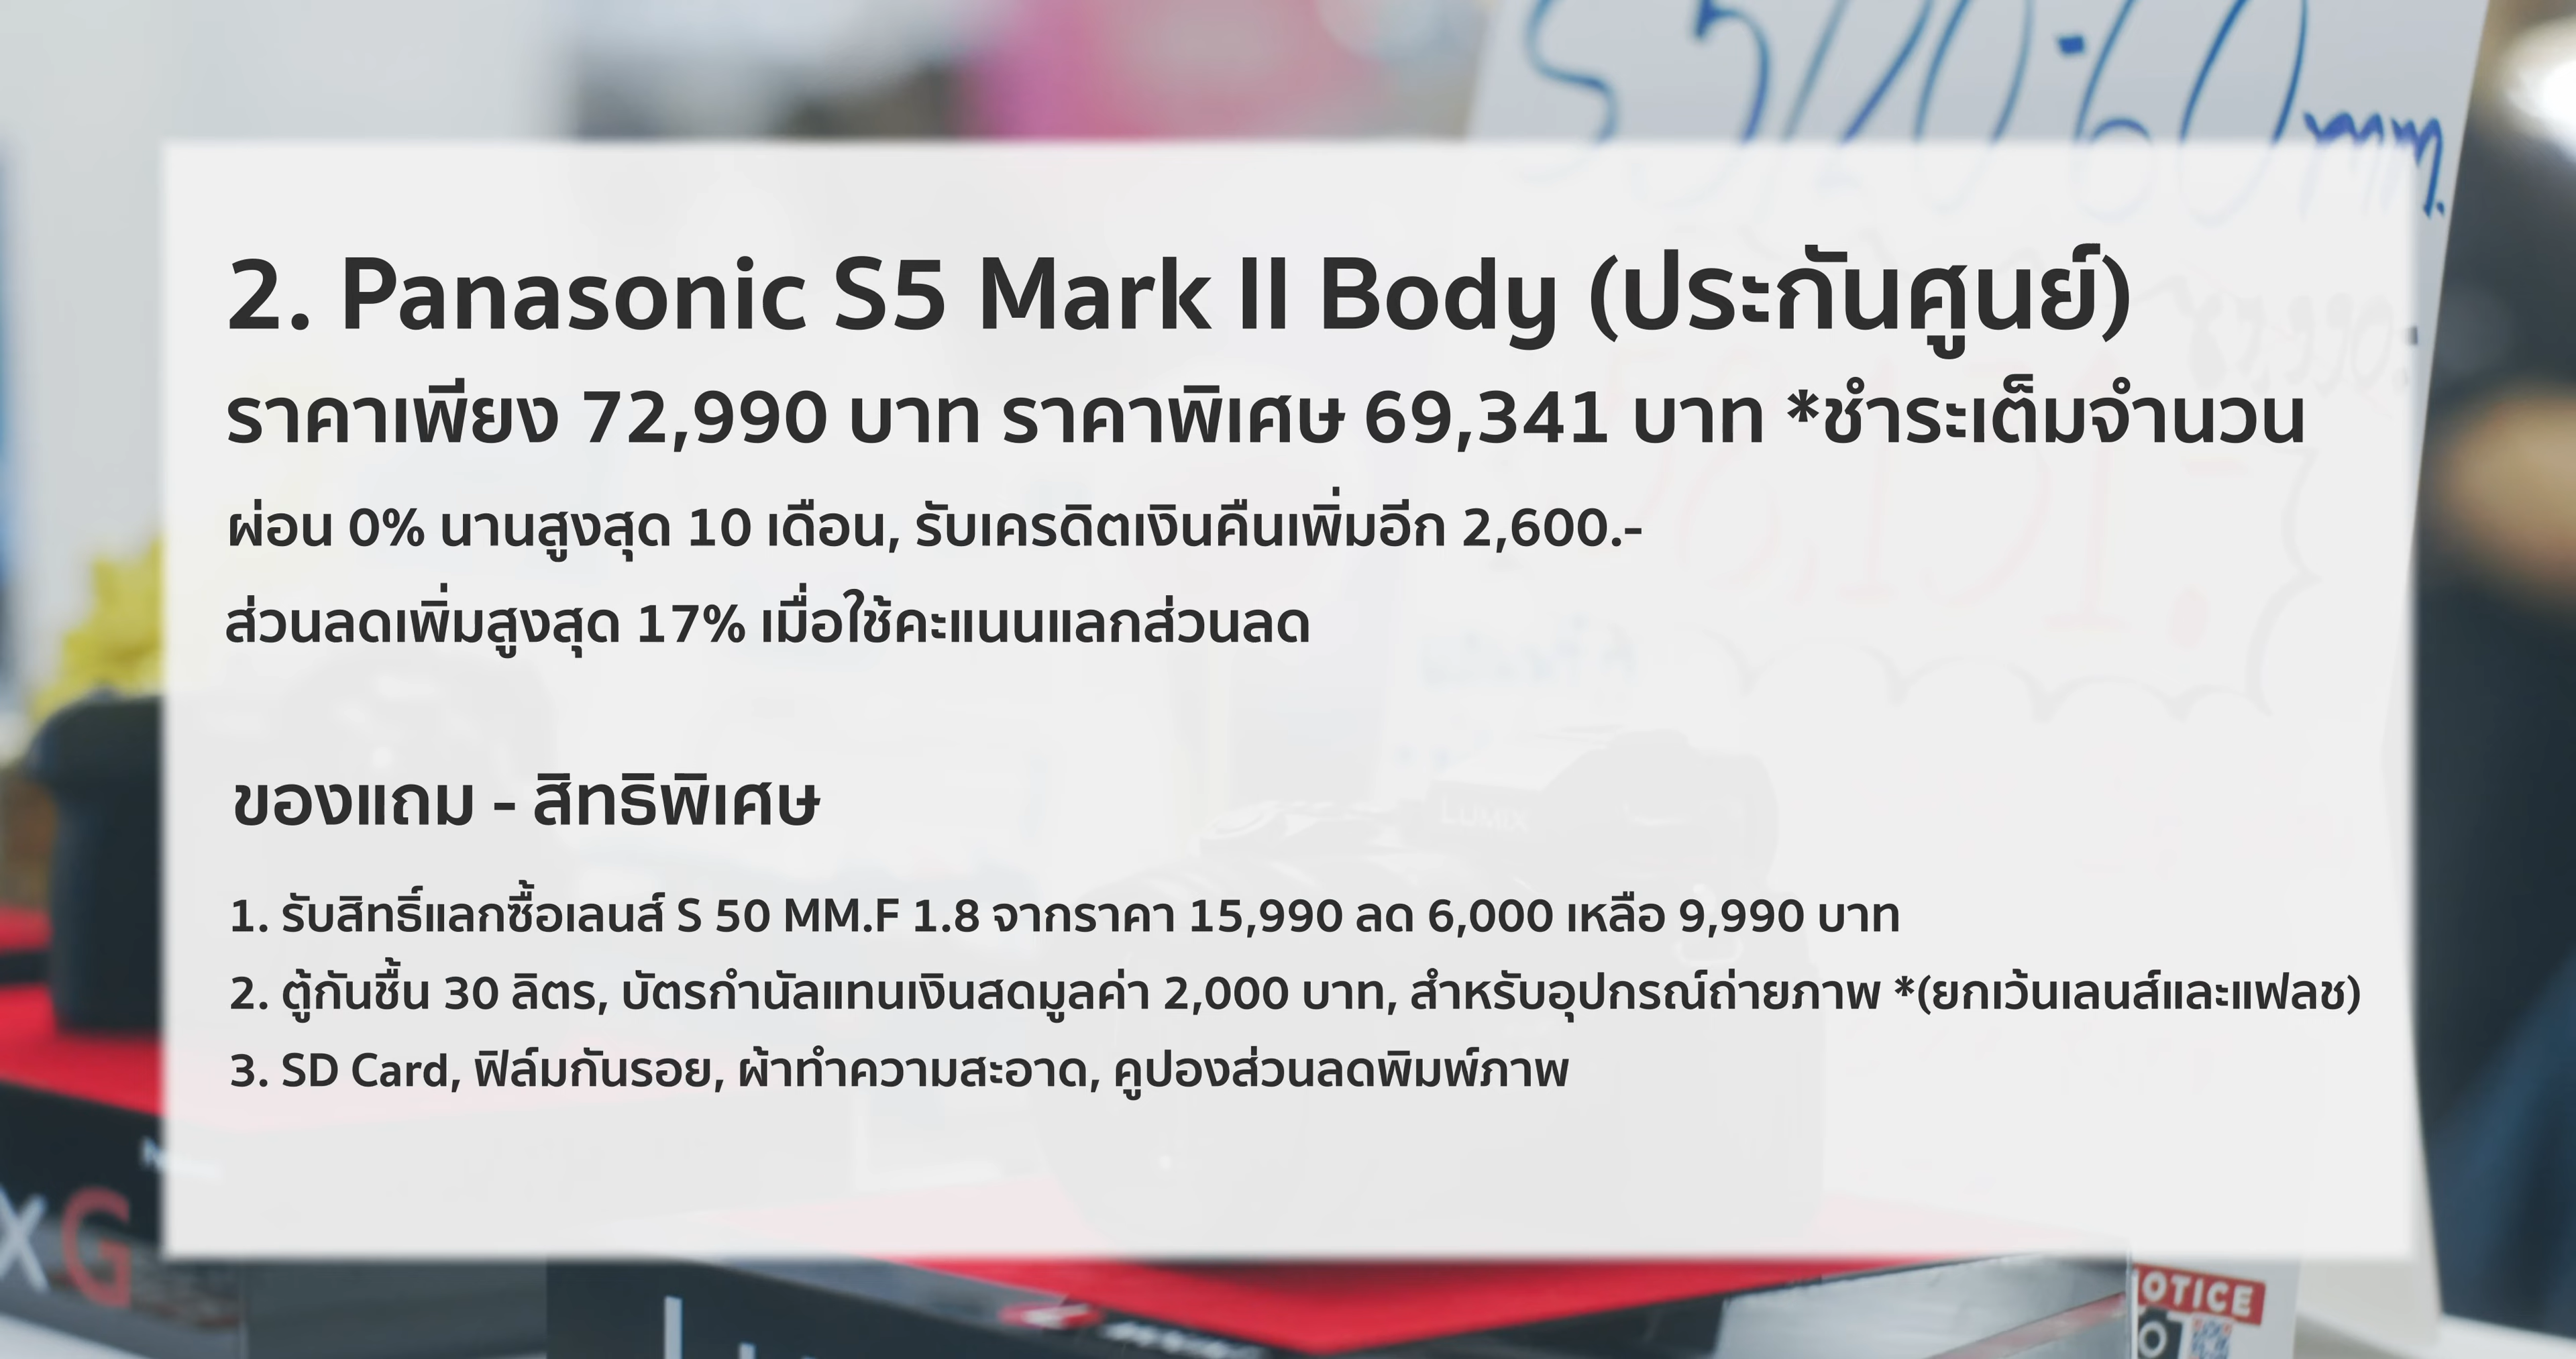 S5/20-60mm.
2. Panasonic S5 Mark II Body (ประกันศูนย์)
ราคาเพียง 72,990 บาท ราคาพิเศษ 69,341 บาท *ชำระเต็มจำนวน
ผ่อน 0% นานสูงสุด 10 เดือน, รับเครดิตเงินคืนเพิ่มอีก 2,600.-
ส่วนลดเพิ่มสูงสุด 17% เมื่อใช้คะแนนแลกส่วนลด
ของแถม - สิทธิพิเศษ
LUMIX
1. รับสิทธิ์แลกซื้อเลนส์ S 50 MM.F 1.8 จากราคา 15,990 ลด 6,000 เหลือ 9,990 บาท
2. ตู้กันชื้น 30 ลิตร, บัตรกำนัลแทนเงินสดมูลค่า 2,000 บาท, สำหรับอุปกรณ์ถ่ายภาพ *(ยกเว้นเลนส์และแฟลช)
3. SD Card, ฟิล์มกันรอย, ผ้าทำความสะอาด, คูปองส่วนลดพิมพ์ภาพ
XG
OTICE